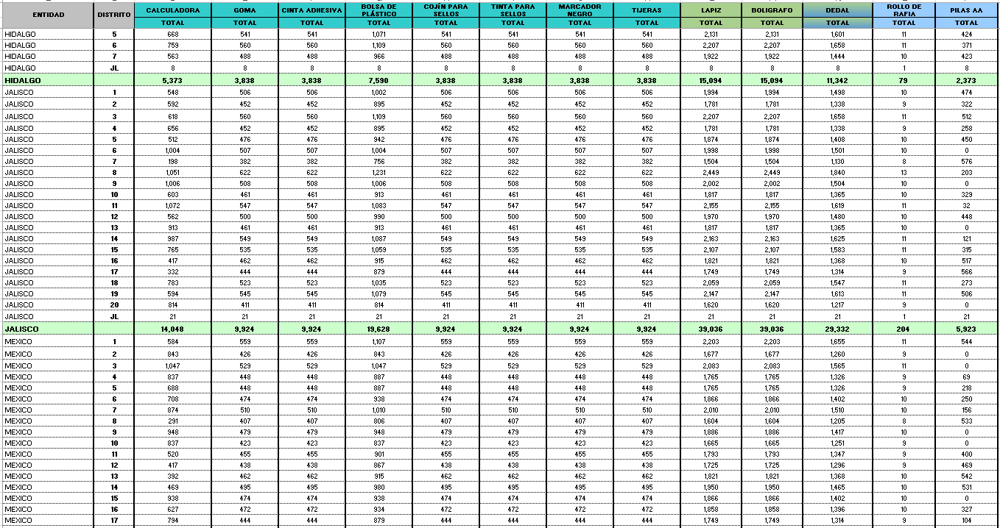 ENTIDAD DISTRITO CALCULADORA GOMA CINTA ADHESIVA BOLSA DE PLÁSTICO COJÍN PARA SELLOS TINTA PARA SELLOS MARCADOR NEGRO TIJERAS LAPIZ BOLIGRAFO DEDAL ROLLO DE RAFIA PILAS AA
TOTAL TOTAL TOTAL TOTAL TOTAL TOTAL TOTAL TOTAL TOTAL TOTAL TOTAL TOTAL TOTAL
HIDALGO 5 668 541 541 1,071 541 541 541 541 2,131 2,131 1,601 11 424
HIDALGO 6 759 560 560 1,109 560 560 560 560 2,207 2,207 1,658 11 371
HIDALGO 7 563 488 488 966 488 488 488 488 1,922 1,922 1,444 10 423
HIDALGO JL 8 8 8 8 8 8 8 8 8 8 8 1 8
HIDALGO 5,373 3,838 3,838 7,590 3,838 3,838 3,838 3,838 15,094 15,094 11,342 79 2,373
JALISCO 1 548 506 506 1,002 506 506 506 506 1,994 1,994 1,498 10 474
JALISCO 2 592 452 452 895 452 452 452 452 1,781 1,781 1,338 9 322
JALISCO 3 618 560 560 1,109 560 560 560 560 2,207 2,207 1,658 11 512
JALISCO 4 656 452 452 895 452 452 452 452 1,781 1,781 1,338 9 258
JALISCO 5 512 476 476 942 476 476 476 476 1,874 1,874 1,408 10 450
JALISCO 6 1,004 507 507 1,004 507 507 507 507 1,998 1,998 1,501 10 0
JALISCO 7 198 382 382 756 382 382 382 382 1,504 1,504 1,130 8 576
JALISCO 8 1,051 622 622 1,231 622 622 622 622 2,449 2,449 1,840 13 203
JALISCO 9 1,006 508 508 1,006 508 508 508 508 2,002 2,002 1,504 10 0
JALISCO 10 603 461 461 913 461 461 461 461 1,817 1,817 1,365 10 329
JALISCO 11 1,072 547 547 1,083 547 547 547 547 2,155 2,155 1,619 11 32
JALISCO 12 562 500 500 990 500 500 500 500 1,970 1,970 1,480 10 448
JALISCO 13 913 461 461 913 461 461 461 461 1,817 1,817 1,365 10 0
JALISCO 14 987 549 549 1,087 549 549 549 549 2,163 2,163 1,625 11 121
JALISCO 15 765 535 535 1,059 535 535 535 535 2,107 2,107 1,583 11 315
JALISCO 16 417 462 462 915 462 462 462 462 1,821 1,821 1,368 10 517
JALISCO 17 332 444 444 879 444 444 444 444 1,749 1,749 1,314 9 566
JALISCO 18 783 523 523 1,035 523 523 523 523 2,059 2,059 1,547 11 273
JALISCO 19 594 545 545 1,079 545 545 545 545 2,147 2,147 1,613 11 506
JALISCO 20 814 411 411 814 411 411 411 411 1,620 1,620 1,217 9 0
JALISCO JL 21 21 21 21 21 21 21 21 21 21 21 1 21
JALISCO 14,048 9,924 9,924 19,628 9,924 9,924 9,924 9,924 39,036 39,036 29,332 204 5,923
MEXICO 1 584 559 559 1,107 559 559 559 559 2,203 2,203 1,655 11 544
MEXICO 2 843 426 426 843 426 426 426 426 1,677 1,677 1,260 9 0
MEXICO 3 1,047 529 529 1,047 529 529 529 529 2,083 2,083 1,565 11 0
MEXICO 4 837 448 448 887 448 448 448 448 1,765 1,765 1,326 9 69
MEXICO 5 688 448 448 887 448 448 448 448 1,765 1,765 1,326 9 218
MEXICO 6 708 474 474 938 474 474 474 474 1,866 1,866 1,402 10 250
MEXICO 7 874 510 510 1,010 510 510 510 510 2,010 2,010 1,510 10 156
MEXICO 8 291 407 407 806 407 407 407 407 1,604 1,604 1,205 8 533
MEXICO 9 948 479 479 948 479 479 479 479 1,886 1,886 1,417 10 0
MEXICO 10 837 423 423 837 423 423 423 423 1,665 1,665 1,251 9 0
MEXICO 11 520 455 455 901 455 455 455 455 1,793 1,793 1,347 9 400
MEXICO 12 417 438 438 867 438 438 438 438 1,725 1,725 1,296 9 469
MEXICO 13 392 462 462 915 462 462 462 462 1,821 1,821 1,368 10 542
MEXICO 14 469 495 495 980 495 495 495 495 1,950 1,950 1,465 10 531
MEXICO 15 938 474 474 938 474 474 474 474 1,866 1,866 1,402 10 0
MEXICO 16 627 472 472 934 472 472 472 472 1,858 1,858 1,396 10 327
MEXICO 17 794 444 444 879 444 444 444 444 1,749 1,749 1,314 9 104